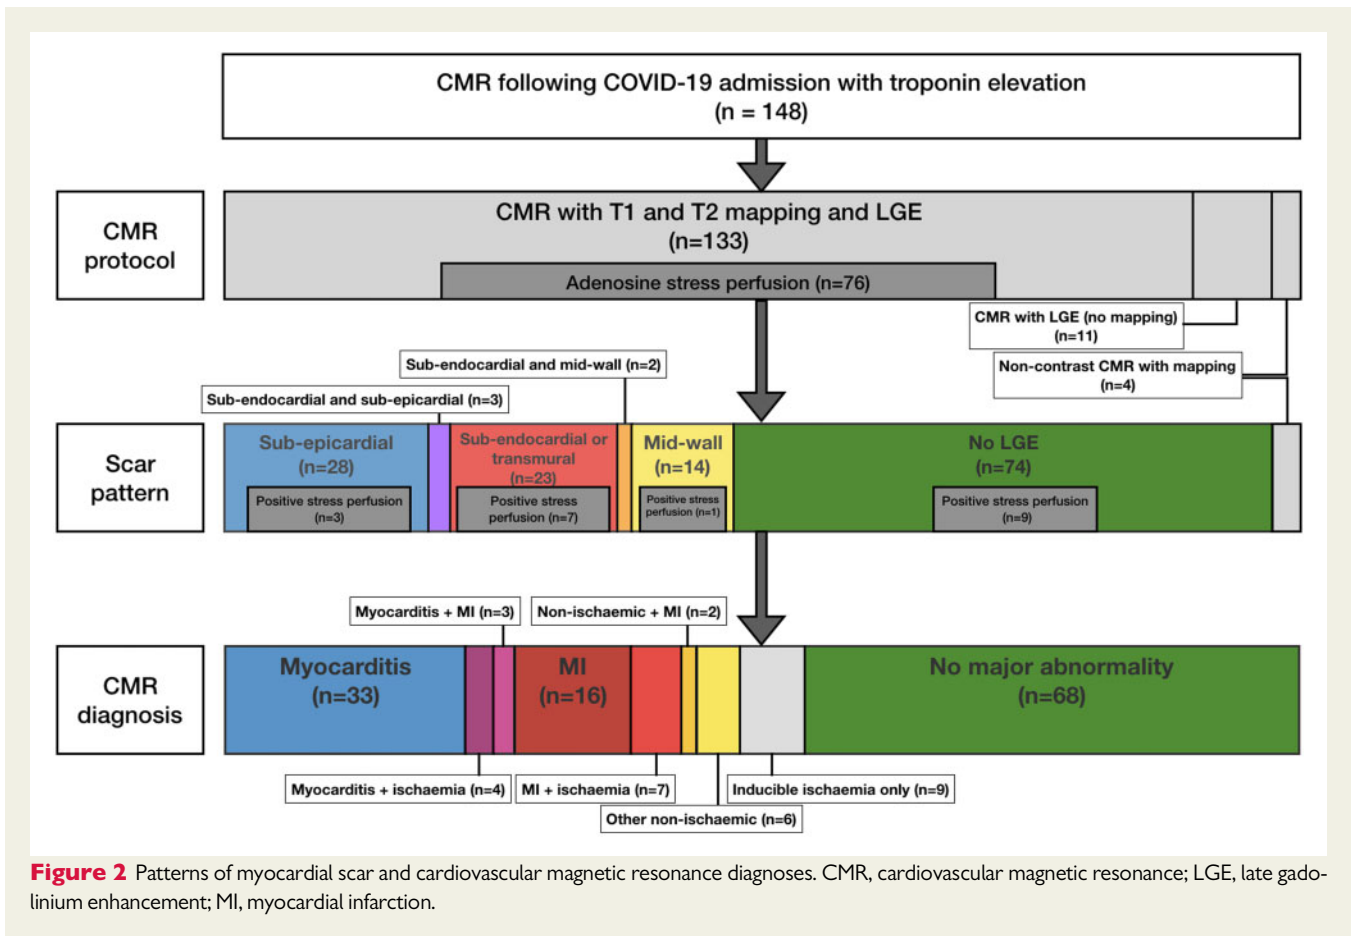 CMR following COVID-19 admission with troponin elevation
(n = 148)
CMR
protocol
CMR with T1 and T2 mapping and LGE
(n=133)
Adenosine stress perfusion (n=76)
CMR with LGE (no mapping)
(n=11)
Non-contrast CMR with mapping
(n=4)
Sub-endocardial and mid-wall (n=2)
Sub-endocardial and sub-epicardial (n=3)
Scar
pattern
Sub-epicardial
(n=28)
Positive stress perfusion
(n=3)
Sub-endocardial or
transmural
(n=23)
Positive stress
perfusion (n=7)
Mid-wall
(n=14)
Positive stress
perfusion (n=1)
No LGE
(n=74)
Positive stress perfusion
(n=9)
Myocarditis + MI (n=3)
Non-ischaemic + MI (n=2)
CMR
diagnosis
Myocarditis
(n=33)
MI
(n=16)
No major abnormality
(n=68)
Myocarditis + ischaemia (n=4)
MI + ischaemia (n=7)
Inducible ischaemia only (n=9)
Other non-ischaemic (n=6)
Figure 2 Patterns of myocardial scar and cardiovascular magnetic resonance diagnoses. CMR, cardiovascular magnetic resonance; LGE, late gado-
linium enhancement; MI, myocardial infarction.